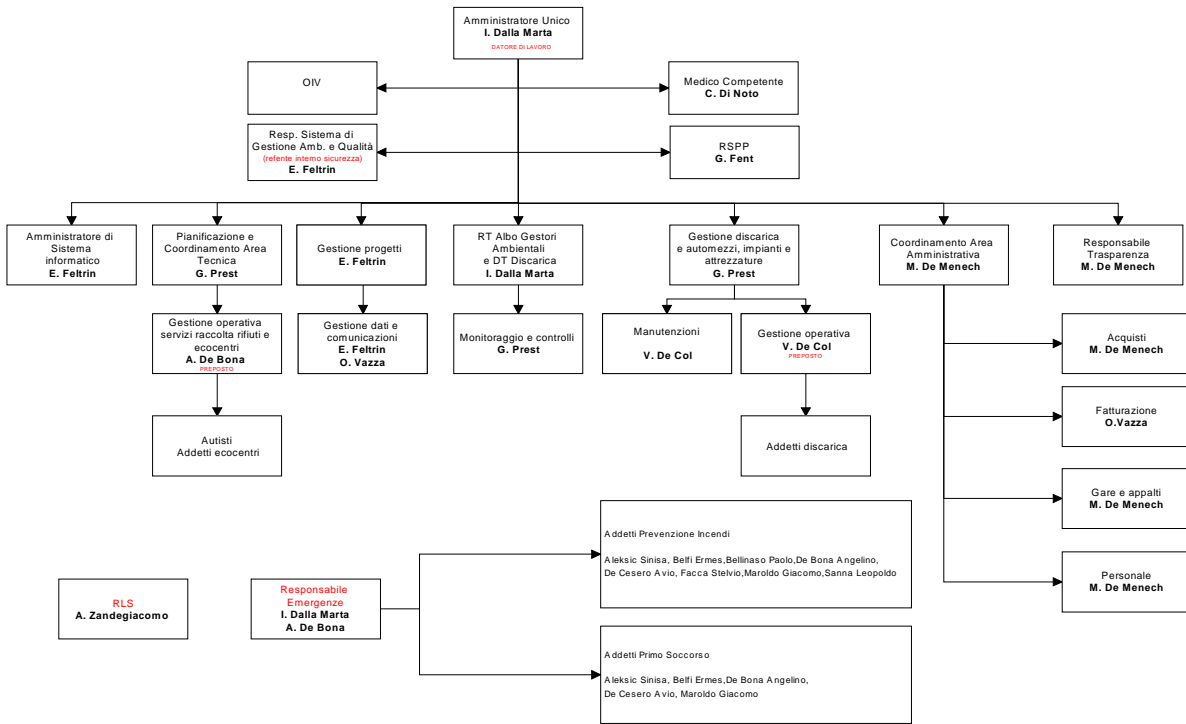 Amministratore Unico
I. Dalla Marta
DATORE DI LAVORO
OIV
Medico Competente
C. Di Noto
Resp. Sistema di
Gestione Amb. e Qualità
(refente interno sicurezza)
E. Feltrin
RSPP
G. Fent
Amministratore di
Sistema
informatico
E. Feltrin
Pianificazione e
Coordinamento Area
Tecnica
G. Prest
Gestione progetti
E. Feltrin
RT Albo Gestori
Ambientali
e DT Discarica
I. Dalla Marta
Gestione discarica
e automezzi, impianti e
attrezzature
G. Prest
Coordinamento Area
Amministrativa
M. De Menech
Responsabile
Trasparenza
M. De Menech
Gestione operativa
servizi raccolta rifiuti e
ecocentri
A. De Bona
PREPOSTO
Gestione dati e
comunicazioni
E. Feltrin
O. Vazza
Monitoraggio e controlli
G. Prest
Manutenzioni
V. De Col
Gestione operativa
V. De Col
PREPOSTO
Acquisti
M. De Menech
Autisti
Addetti ecocentri
Addetti discarica
Fatturazione
O.Vazza
Gare e appalti
M. De Menech
Personale
M. De Menech
RLS
A. Zandegiacomo
Responsabile
Emergenze
I. Dalla Marta
A. De Bona
Addetti Prevenzione Incendi
Aleksic Sinisa, Belfi Ermes,Bellinaso Paolo,De Bona Angelino,
De Cesero Avio, Facca Stelvio,Maroldo Giacomo,Sanna Leopoldo
Addetti Primo Soccorso
Aleksic Sinisa, Belfi Ermes,De Bona Angelino,
De Cesero Avio, Maroldo Giacomo